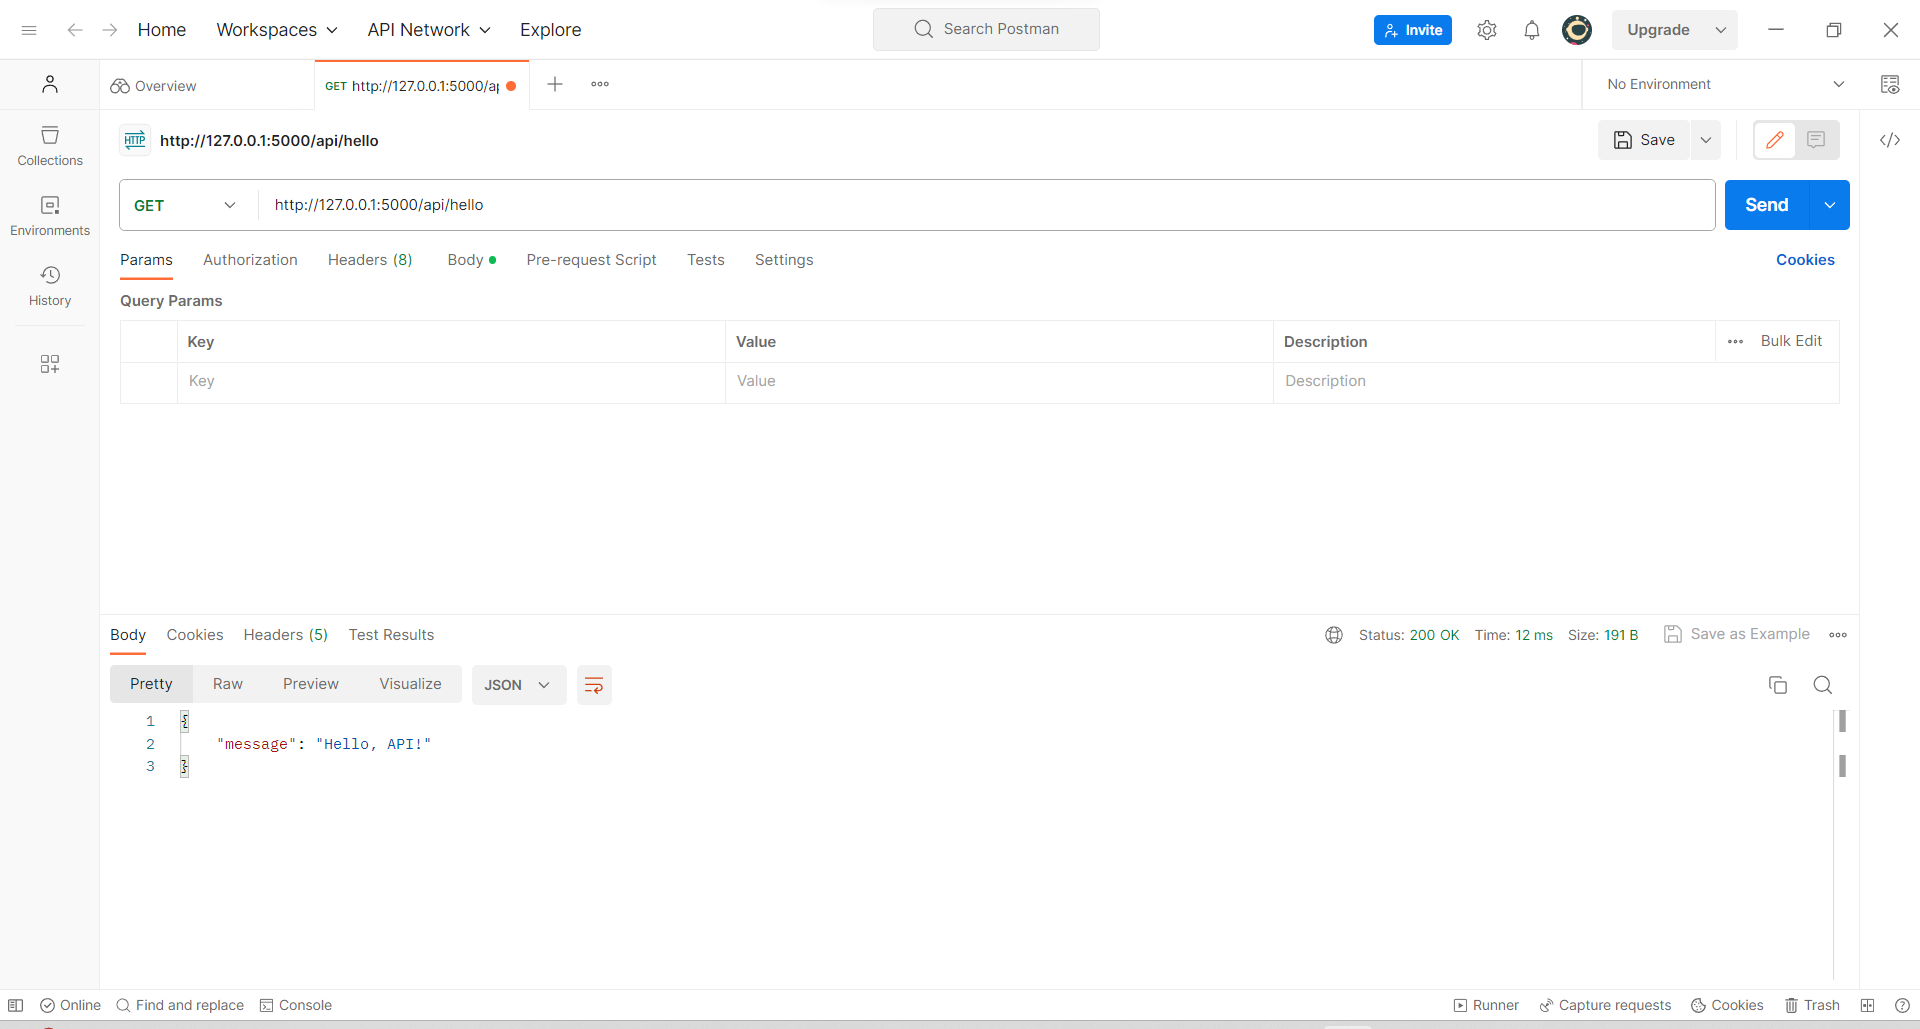 Home Workspaces API Network Explore Search Postman Invite Upgrade
Overview GET http://127.0.0.1:5000/ap No Environment
HTTP http://127.0.0.1:5000/api/hello Save
Collections
GET http://127.0.0.1:5000/api/hello Send
Environments
Params Authorization Headers (8) Body Pre-request Script Tests Settings Cookies
History
Query Params
Key Value Description Bulk Edit
Key Value Description
Body Cookies Headers (5) Test Results Status: 200 OK Time: 12 ms Size: 191 B Save as Example
Pretty Raw Preview Visualize JSON
1 {
2 "message": "Hello, API!"
3 }
Online Find and replace Console Runner Capture requests Cookies Trash